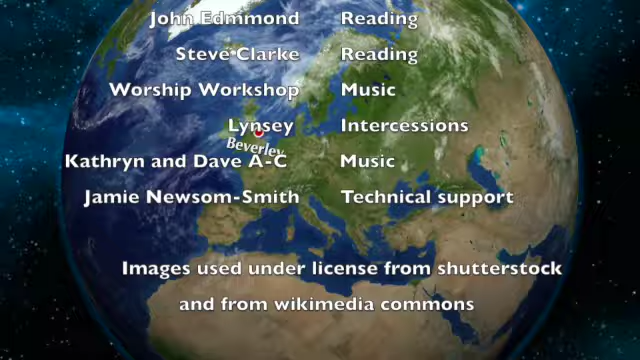 John Edmmond Reading
Steve Clarke Reading
Worship Workshop Music
Lynsey Intercessions
Beverley
Kathryn and Dave A-C Music
Jamie Newsom-Smith Technical support
Images used under license from shutterstock
and from wikimedia commons